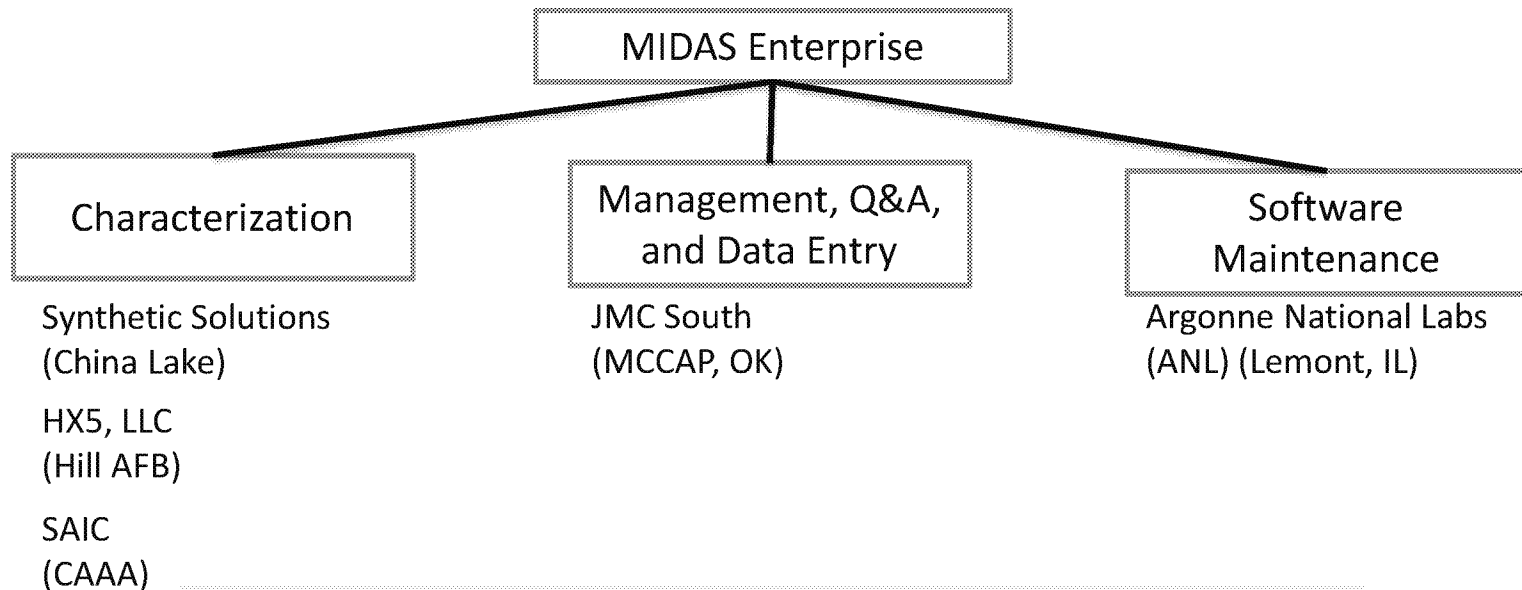 MIDAS Enterprise
Characterization
Synthetic Solutions
(China Lake)
HX5, LLC
(Hill AFB)
SAIC
(CAAA)
Management, Q&A,
and Data Entry
JMC South
(MCCAP, OK)
Software
Maintenance
Argonne National Labs
(ANL) (Lemont, IL)